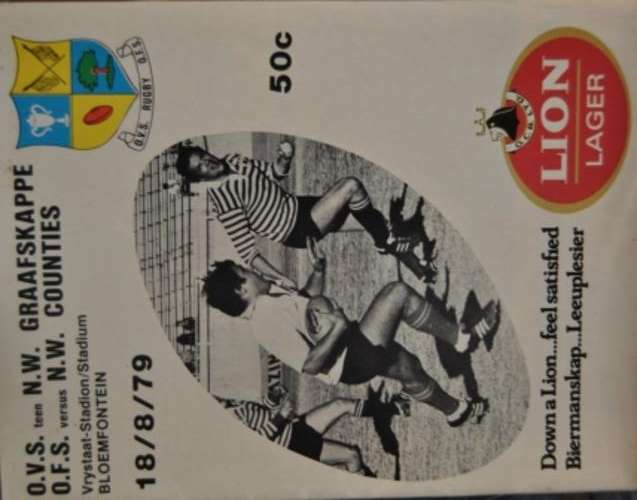 O.V.S. teen N.W. GRAAFSKAPPE
O.F.S. versus N.W. COUNTIES
Vrystaat-Stadion/Stadium
BLOEMFONTEIN
18/8/79
O.V.S. RUGBY O.F.S.
50c
LION
LAGER
Down a Lion...feel satisfied
Biermanskap...Leeuplesier